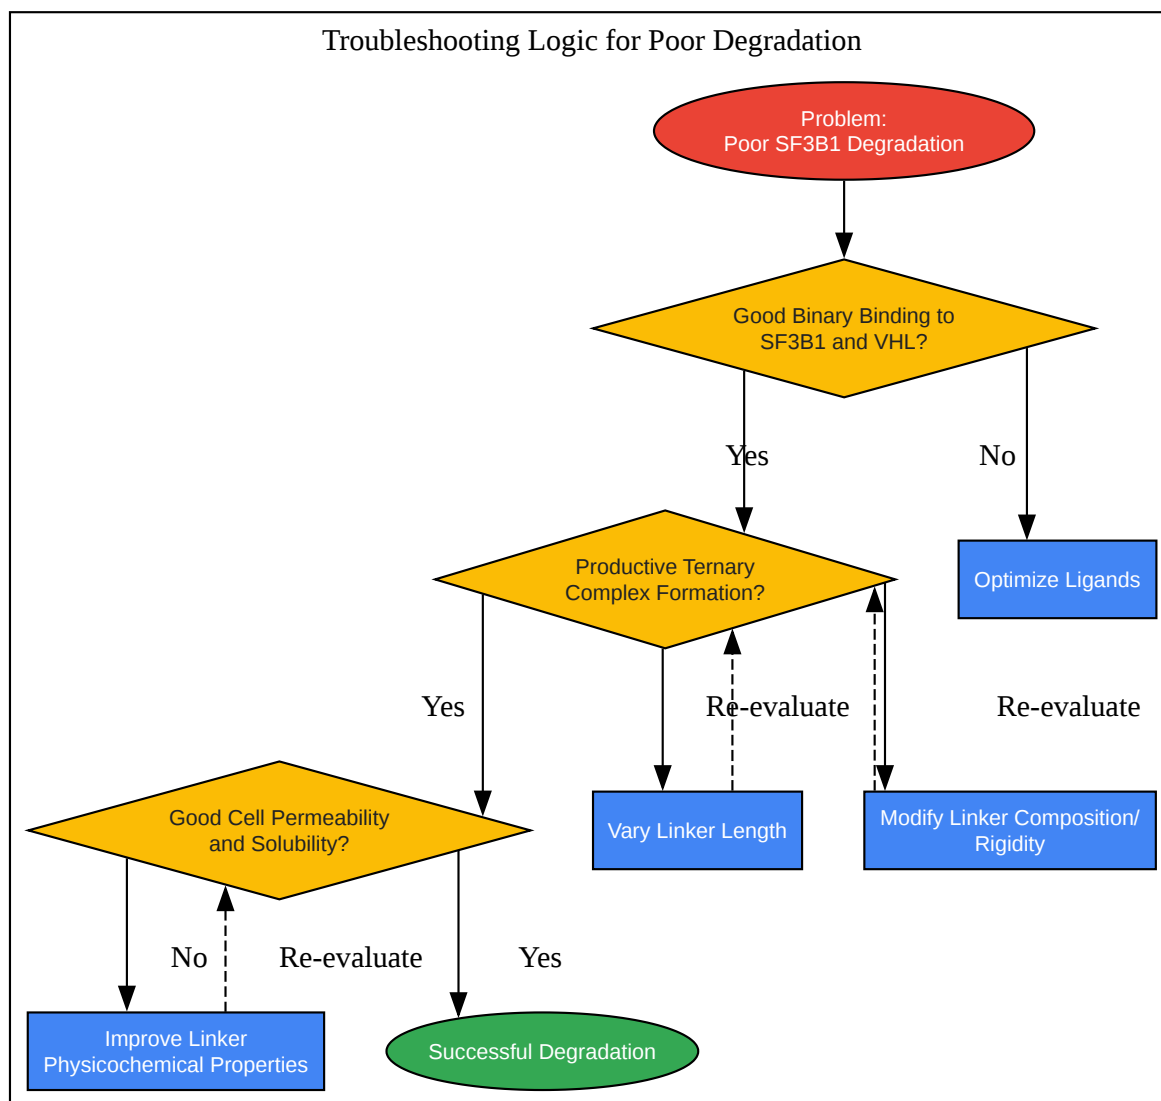 Troubleshooting Logic for Poor Degradation
Problem:
Poor SF3B1 Degradation
Good Binary Binding to
SF3B1 and VHL?
Yes
No
Productive Ternary
Complex Formation?
Optimize Ligands
Yes
Re-evaluate
Re-evaluate
Good Cell Permeability
and Solubility?
Vary Linker Length
Modify Linker Composition/
Rigidity
No
Re-evaluate
Yes
Improve Linker
Physicochemical Properties
Successful Degradation